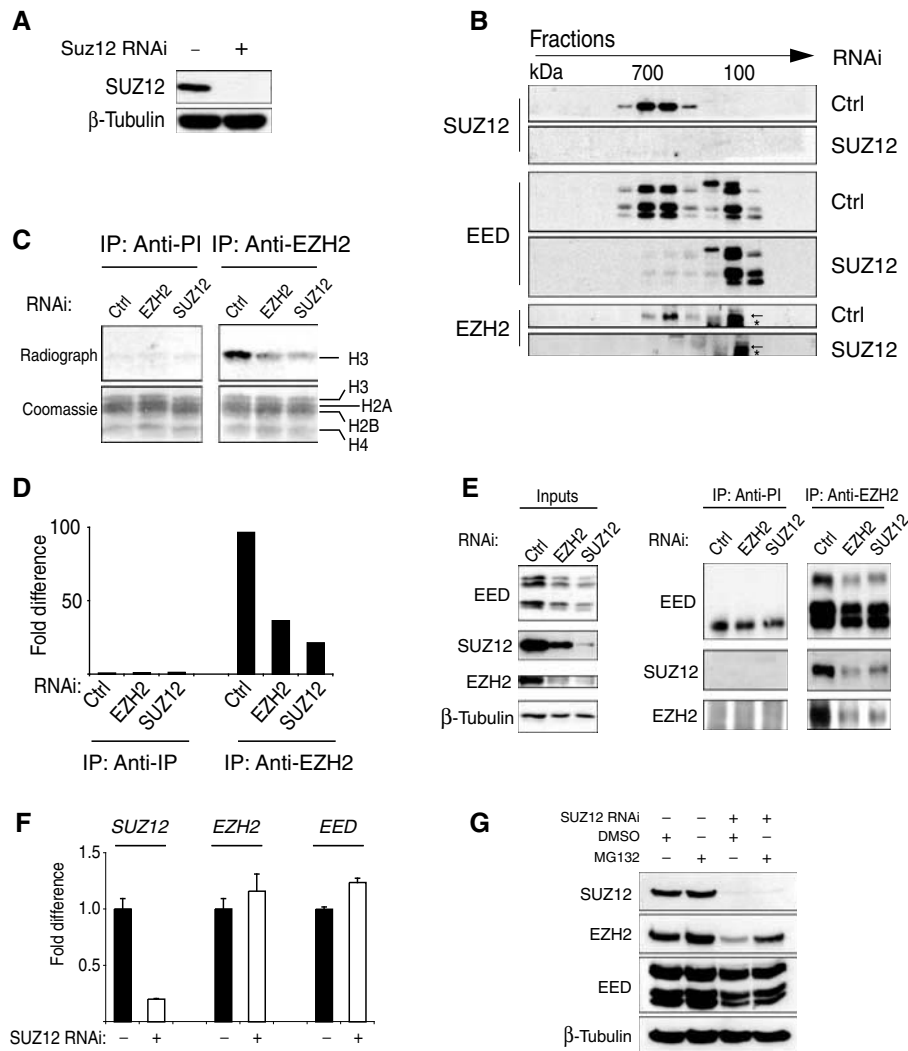 A
Suz12 RNAi – +
SUZ12
β-Tubulin
B
Fractions
kDa 700 100 RNAi
SUZ12
Ctrl
SUZ12
EED
Ctrl
SUZ12
EZH2
Ctrl
*
SUZ12
*
C
IP: Anti-PI IP: Anti-EZH2
RNAi: Ctrl EZH2 SUZ12 Ctrl EZH2 SUZ12
Radiograph
H3
Coomassie
H3
H2A
H2B
H4
D
Fold difference
100
50
RNAi: Ctrl EZH2 SUZ12 Ctrl EZH2 SUZ12
IP: Anti-IP IP: Anti-EZH2
E
Inputs
RNAi: Ctrl EZH2 SUZ12
EED
SUZ12
EZH2
β-Tubulin
IP: Anti-PI IP: Anti-EZH2
RNAi: Ctrl EZH2 SUZ12 Ctrl EZH2 SUZ12
EED
SUZ12
EZH2
F
SUZ12 EZH2 EED
Fold difference
1.5
1.0
0.5
SUZ12 RNAi: – + – + – +
G
SUZ12 RNAi – – + +
DMSO + – + –
MG132 – + – +
SUZ12
EZH2
EED
β-Tubulin